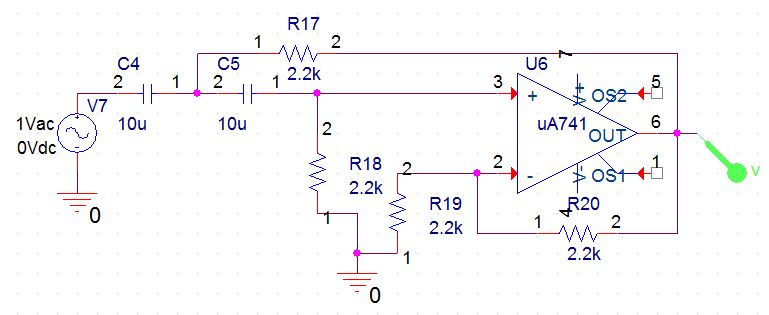 R17
1 2
2.2k
C4 C5
2 1 2 1
10u 10u
V7
1Vac
0Vdc
0
2
R18
2.2k
1
2
R19
2.2k
1
0
U6
3
+
7
V+
OS2
5
uA741
OUT
6
2
-
V-
OS1
1
4
R20
1 2
2.2k
V